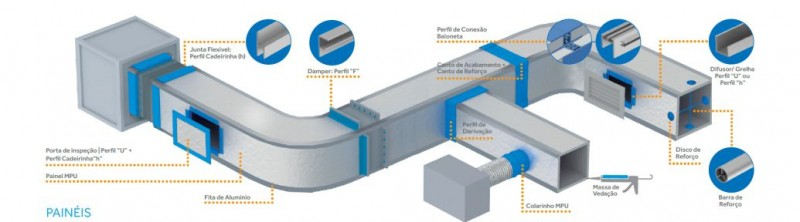 Junta Flexível:
Perfil Cadeirinha (h)
Damper: Perfil "F"
Perfil de Conexão
Baioneta
Canto de Acabamento +
Canto de Reforço
Difusor/ Grelha
Perfil "U" ou
Perfil "h"
Perfil de
Derivação
Porta de Inspeção | Perfil "U" +
Perfil Cadeirinha"h"
Painel MPU
Fita de Alumínio
Disco de
Reforço
Massa de
Vedação
Colarinho MPU
Barra de
Reforço
PAINÉIS